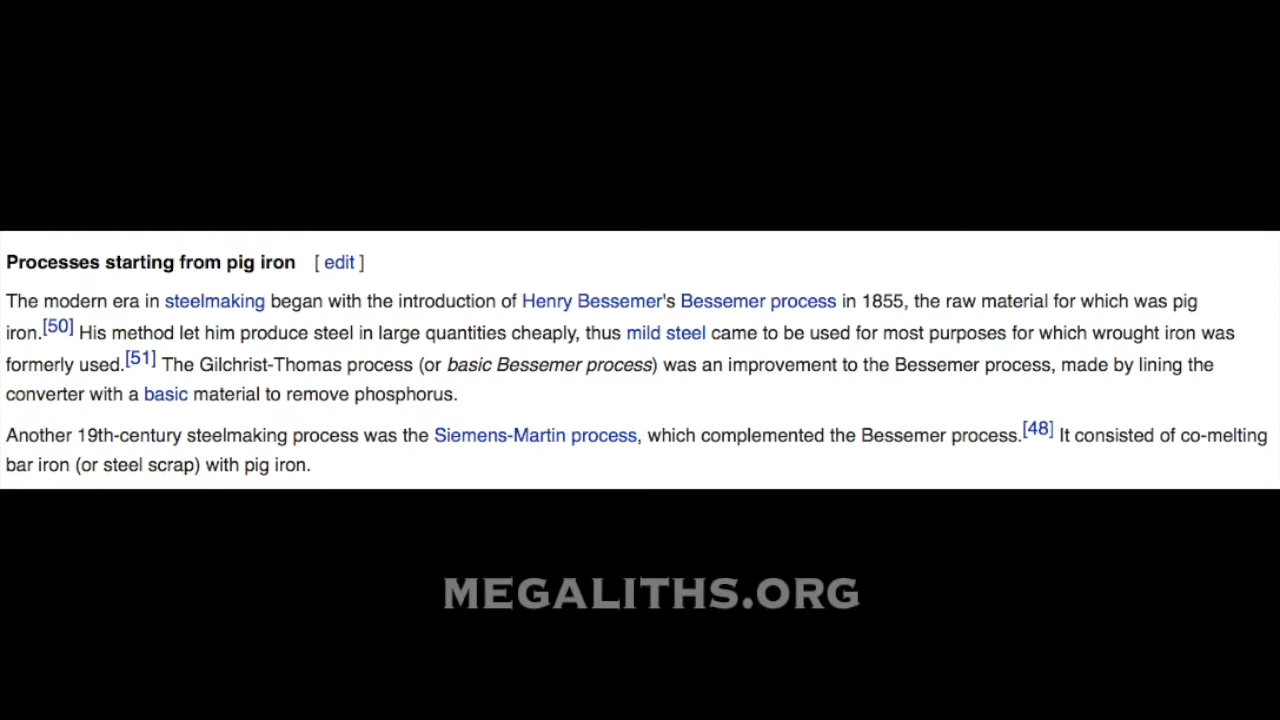 Processes starting from pig iron [ edit ]
The modern era in steelmaking began with the introduction of Henry Bessemer's Bessemer process in 1855, the raw material for which was pig
iron.[50] His method let him produce steel in large quantities cheaply, thus mild steel came to be used for most purposes for which wrought iron was
formerly used.[51] The Gilchrist-Thomas process (or basic Bessemer process) was an improvement to the Bessemer process, made by lining the
converter with a basic material to remove phosphorus.
Another 19th-century steelmaking process was the Siemens-Martin process, which complemented the Bessemer process.[48] It consisted of co-melting
bar iron (or steel scrap) with pig iron.
MEGALITHS.ORG